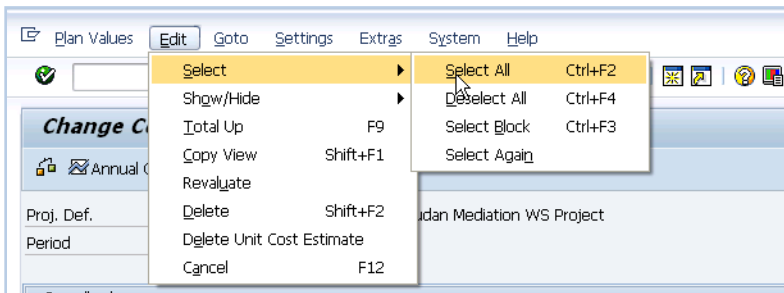 Plan Values Edit Goto Settings Extras System Help
Select
Select All Ctrl+F2
Show/Hide
Deselect All Ctrl+F4
Change C
Total Up F9
Select Block Ctrl+F3
Copy View Shift+F1
Select Again
Annual
Revaluate
Proj. Def.
Delete Shift+F2
udan Mediation WS Project
Period
Delete Unit Cost Estimate
Cancel F12